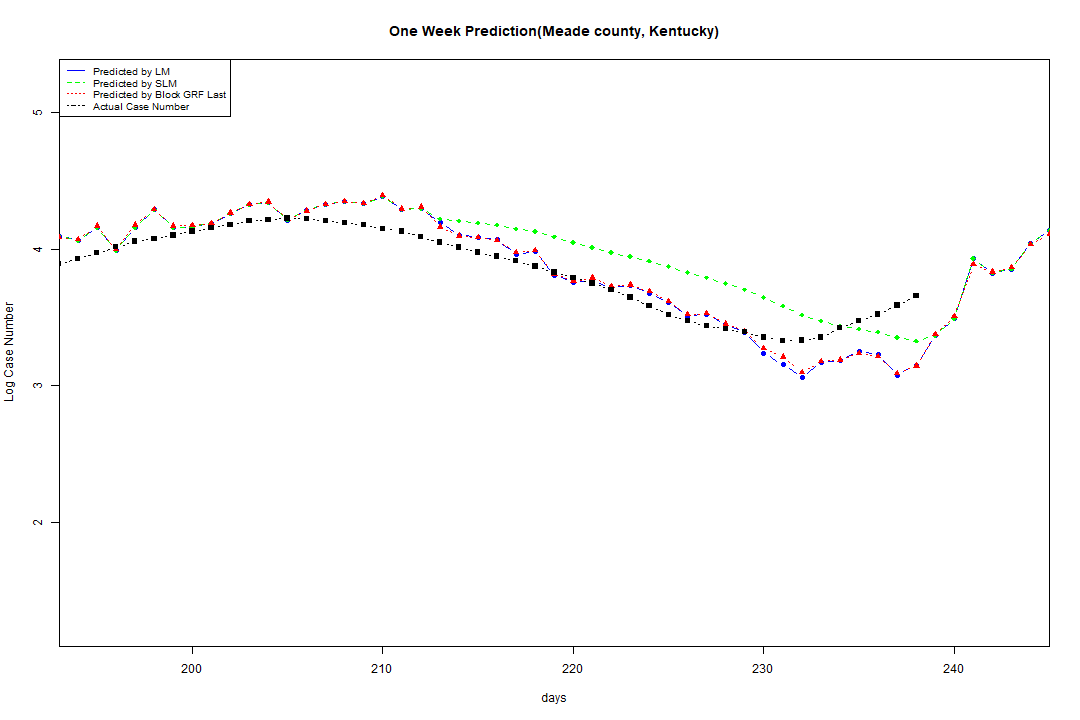 One Week Prediction(Meade county, Kentucky)
Predicted by LM
Predicted by SLM
Predicted by Block GRF Last
Actual Case Number
5
4
3
2
Log Case Number
200
210
220
230
240
days